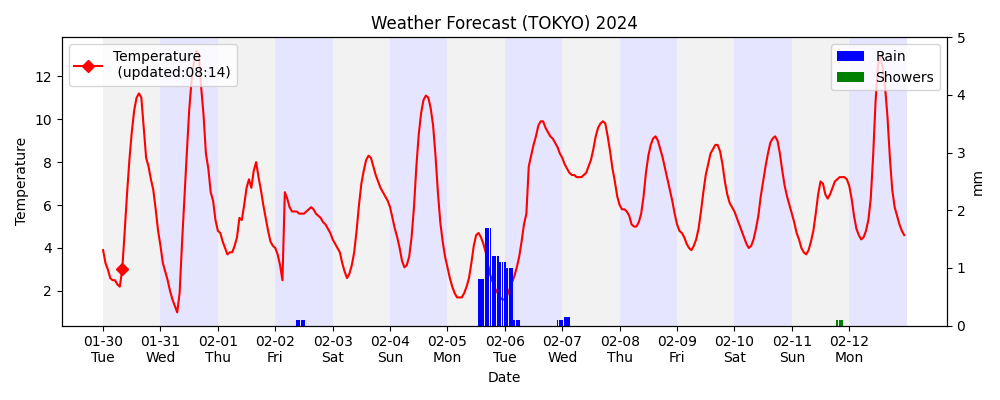 Weather Forecast (TOKYO) 2024
Temperature
(updated:08:14)
Rain
Showers
Temperature
12
10
8
6
4
2
5
4
3
2
1
0
mm
01-30 01-31 02-01 02-02 02-03 02-04 02-05 02-06 02-07 02-08 02-09 02-10 02-11 02-12
Tue Wed Thu Fri Sat Sun Mon Tue Wed Thu Fri Sat Sun Mon
Date